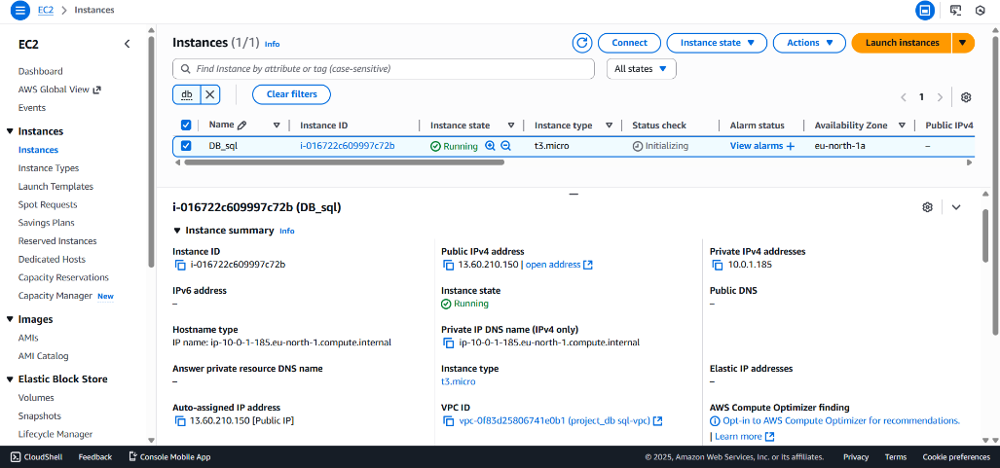 EC2 > Instances
EC2
Dashboard
AWS Global View
Events
Instances
Instances
Instance Types
Launch Templates
Spot Requests
Savings Plans
Reserved Instances
Dedicated Hosts
Capacity Reservations
Capacity Manager New
Images
AMIs
AMI Catalog
Elastic Block Store
Volumes
Snapshots
Lifecycle Manager
Instances (1/1) Info
Connect
Instance state
Actions
Launch instances
Find Instance by attribute or tag (case-sensitive)
All states
db
Clear filters
1
Name Instance ID Instance state Instance type Status check Alarm status Availability Zone Public IPv4
DB_sql i-016722c609997c72b Running t3.micro Initializing View alarms + eu-north-1a –
i-016722c609997c72b (DB_sql)
Instance summary Info
Instance ID Public IPv4 address Private IPv4 addresses
i-016722c609997c72b 13.60.210.150 | open address 10.0.1.185
IPv6 address Instance state Public DNS
– Running –
Hostname type Private IP DNS name (IPv4 only)
IP name: ip-10-0-1-185.eu-north-1.compute.internal ip-10-0-1-185.eu-north-1.compute.internal
Answer private resource DNS name Instance type Elastic IP addresses
– t3.micro –
Auto-assigned IP address VPC ID AWS Compute Optimizer finding
13.60.210.150 [Public IP] vpc-0f83d25806741e0b1 (project_db sql-vpc) Opt-in to AWS Compute Optimizer for recommendations.
| Learn more
CloudShell Feedback Console Mobile App © 2025, Amazon Web Services, Inc. or its affiliates. Privacy Terms Cookie preferences